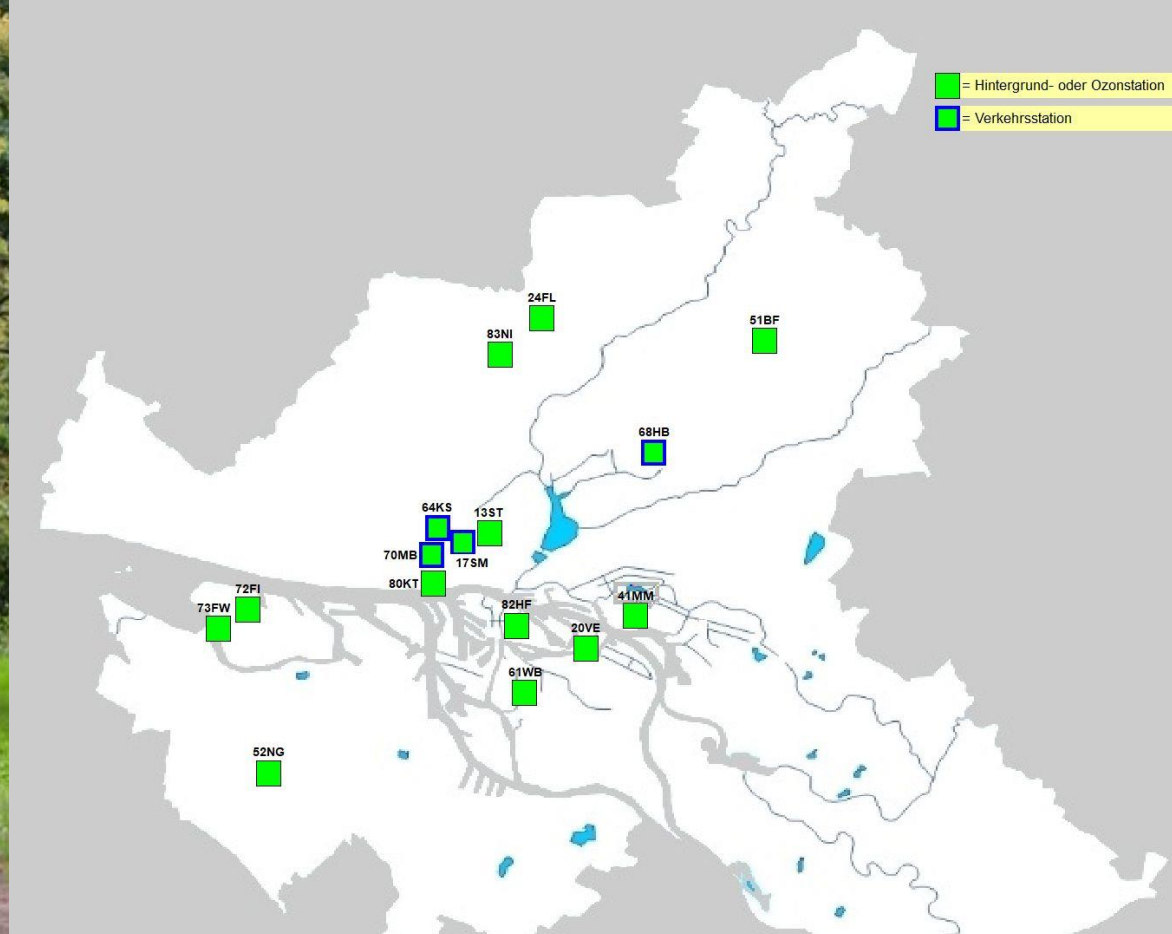 = Hintergrund- oder Ozonstation
= Verkehrsstation
24FL
83NI
51BF
68HB
64KS
13ST
70MB
17SM
80KT
72FI
73FW
82HF
41MM
20VE
61WB
52NG